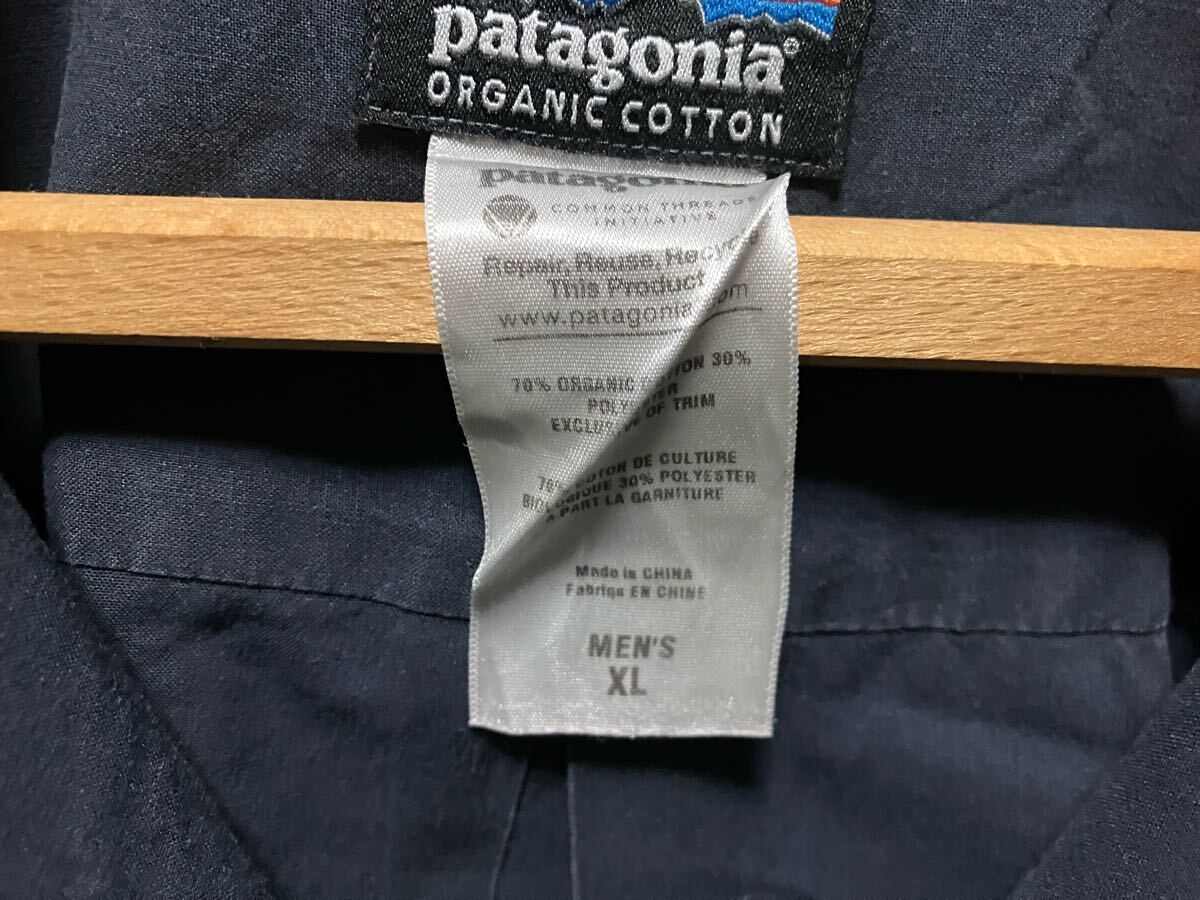 patagonia®
ORGANIC COTTON
patagonia
COMMON THREADS
INITIATIVE
Repair, Reuse, Recycle
This Product
www.patagonia.com
70% ORGANIC COTTON 30%
POLYESTER
EXCLUSIVE OF TRIM
70% COTON DE CULTURE
BIOLOGIQUE 30% POLYESTER
A PART LA GARNITURE
Made in CHINA
Fabriqu EN CHINE
MEN'S
XL